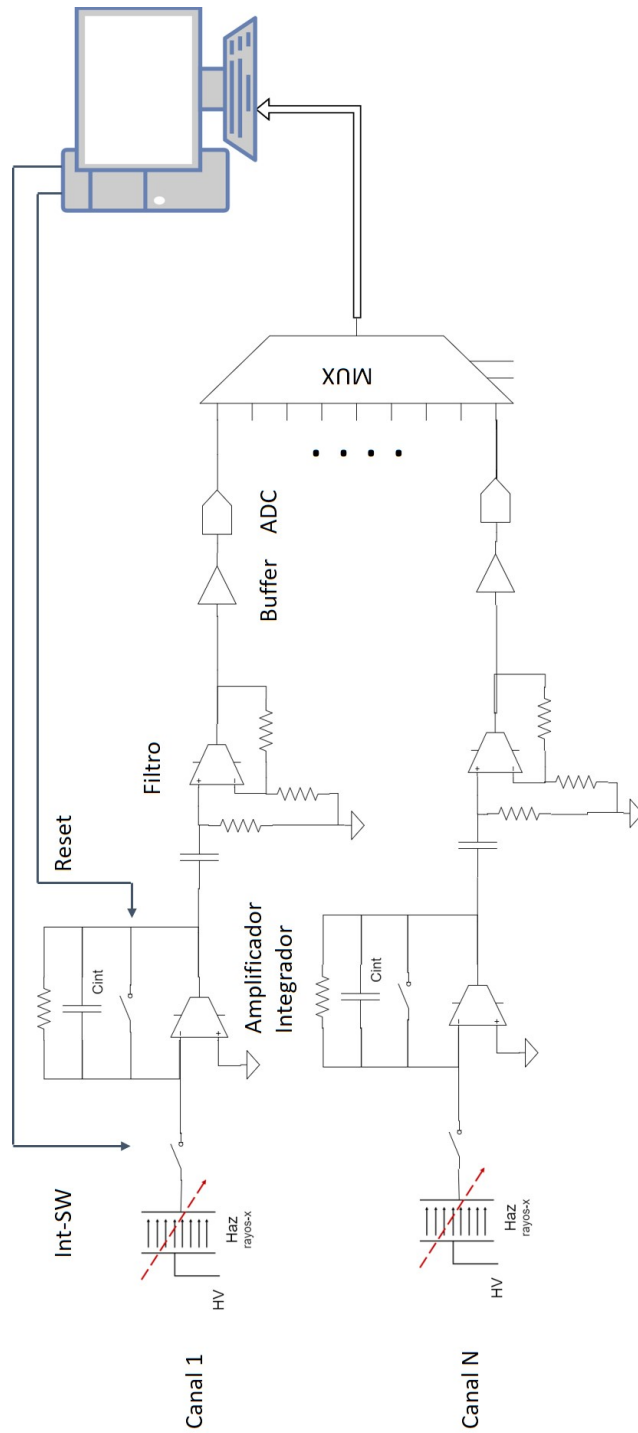 Canal 1
HV
Haz
rayos-x
Int-SW
Cint
Reset
Amplificador
Integrador
Filtro
Buffer
ADC
MUX
Canal N
HV
Haz
rayos-x
Cint